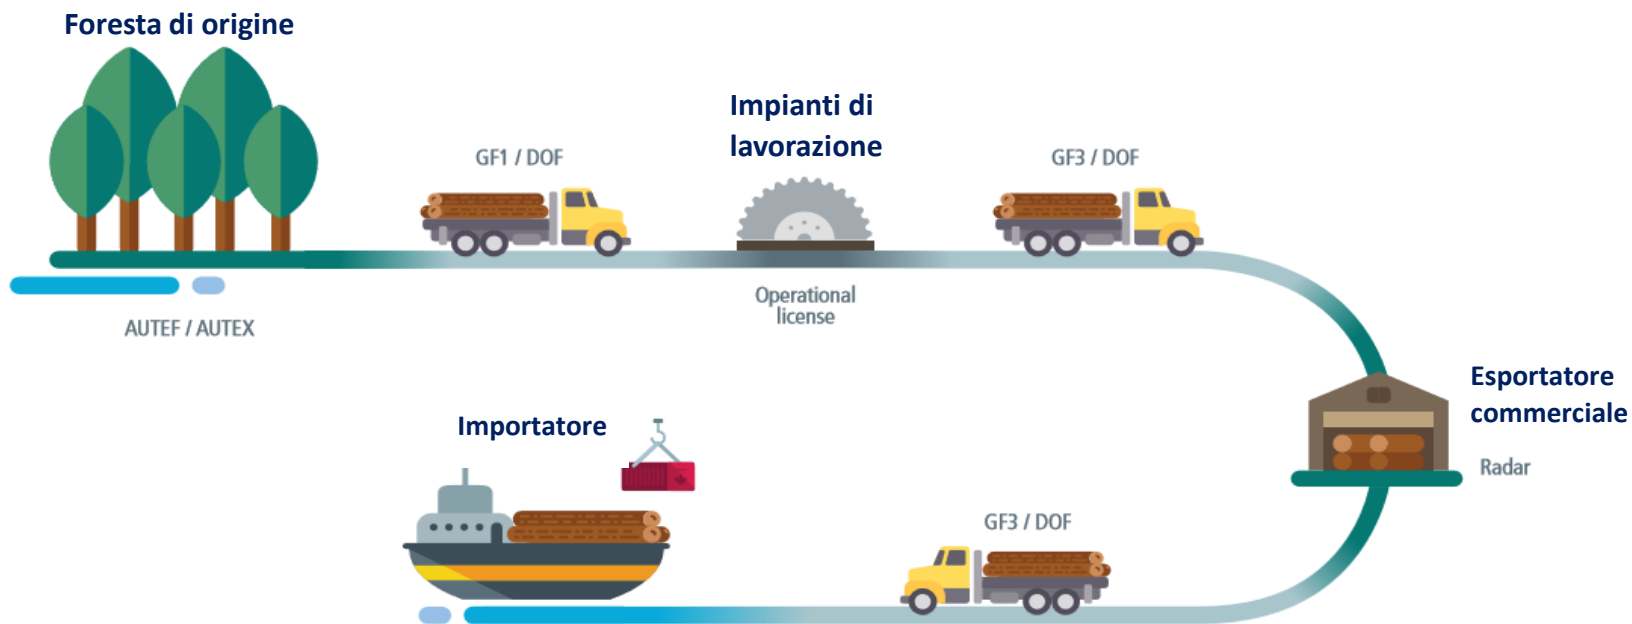 Foresta di origine
Impianti di
lavorazione
GF1 / DOF
GF3 / DOF
Operational
license
AUTEF / AUTEX
Esportatore
commerciale
Radar
Importatore
GF3 / DOF